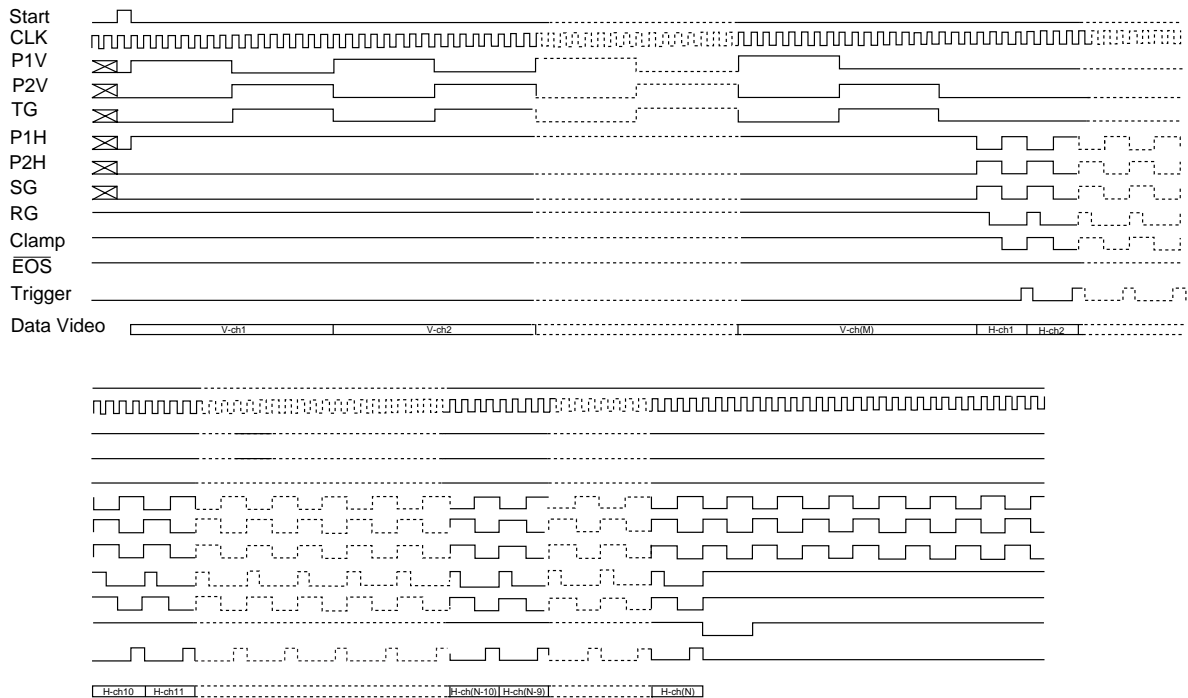 Start
CLK
P1V
P2V
TG
P1H
P2H
SG
RG
Clamp
EOS
Trigger
Data Video V-ch1 V-ch2 V-ch(M) H-ch1 H-ch2
H-ch10 H-ch11 H-ch(N-10) H-ch(N-9) H-ch(N)